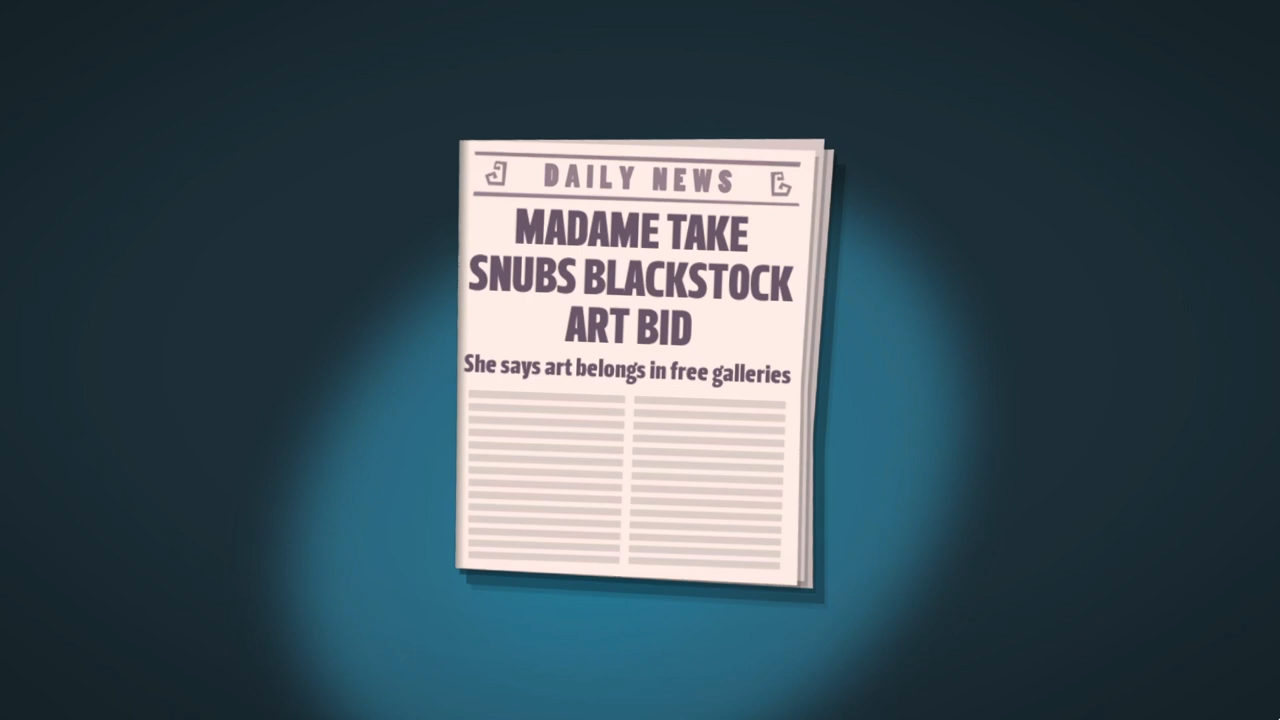 DAILY NEWS
MADAME TAKE
SNUBS BLACKSTOCK
ART BID
She says art belongs in free galleries